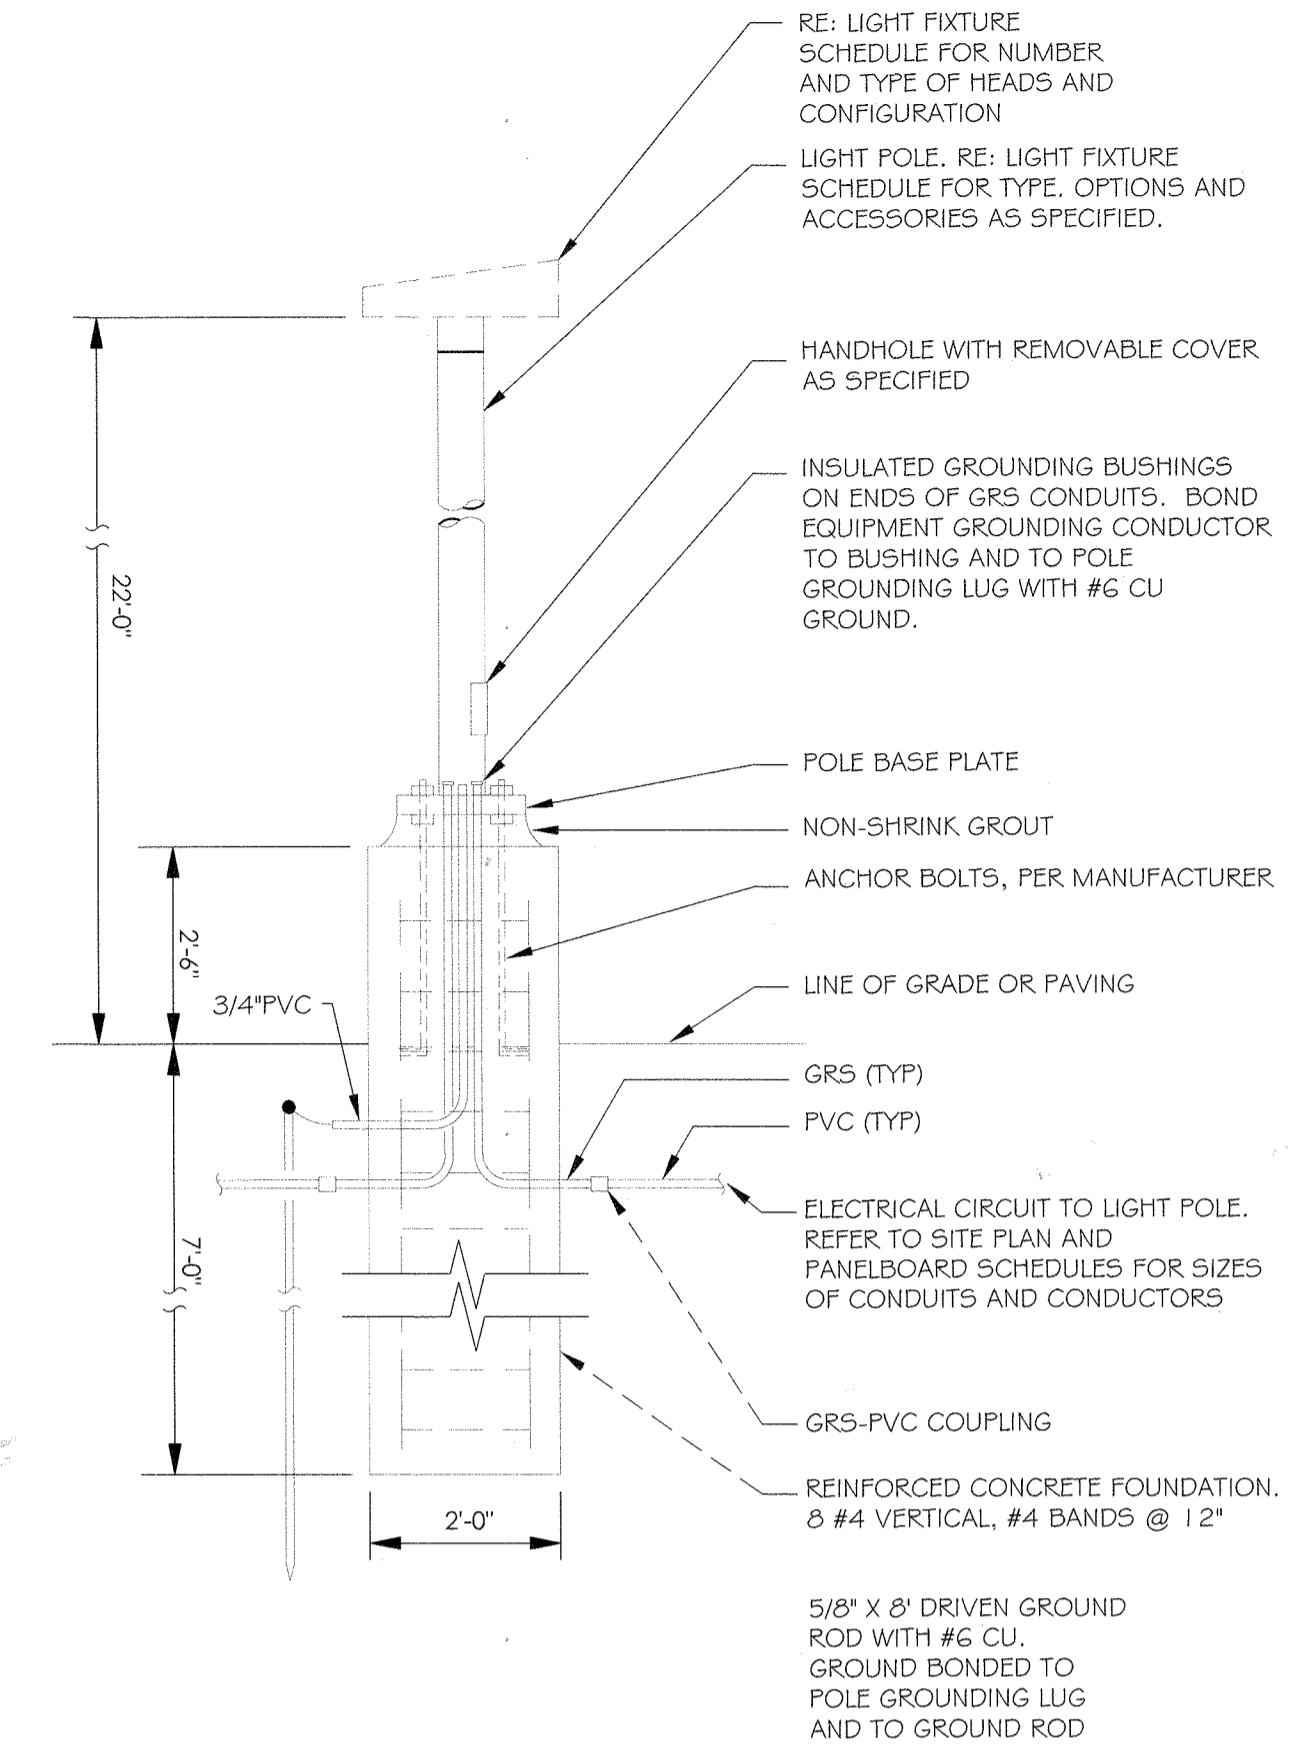 RE: LIGHT FIXTURE
SCHEDULE FOR NUMBER
AND TYPE OF HEADS AND
CONFIGURATION
LIGHT POLE. RE: LIGHT FIXTURE
SCHEDULE FOR TYPE. OPTIONS AND
ACCESSORIES AS SPECIFIED.
HANDHOLE WITH REMOVABLE COVER
AS SPECIFIED
INSULATED GROUNDING BUSHINGS
ON ENDS OF GRS CONDUITS. BOND
EQUIPMENT GROUNDING CONDUCTOR
TO BUSHING AND TO POLE
GROUNDING LUG WITH #6 CU
GROUND.
22'-0"
POLE BASE PLATE
NON-SHRINK GROUT
ANCHOR BOLTS, PER MANUFACTURER
2'-6"
3/4"PVC
LINE OF GRADE OR PAVING
GRS (TYP)
PVC (TYP)
ELECTRICAL CIRCUIT TO LIGHT POLE.
REFER TO SITE PLAN AND
PANELBOARD SCHEDULES FOR SIZES
OF CONDUITS AND CONDUCTORS
7'-0"
GRS-PVC COUPLING
REINFORCED CONCRETE FOUNDATION.
8 #4 VERTICAL, #4 BANDS @ 12"
2'-0"
5/8" X 8' DRIVEN GROUND
ROD WITH #6 CU.
GROUND BONDED TO
POLE GROUNDING LUG
AND TO GROUND ROD